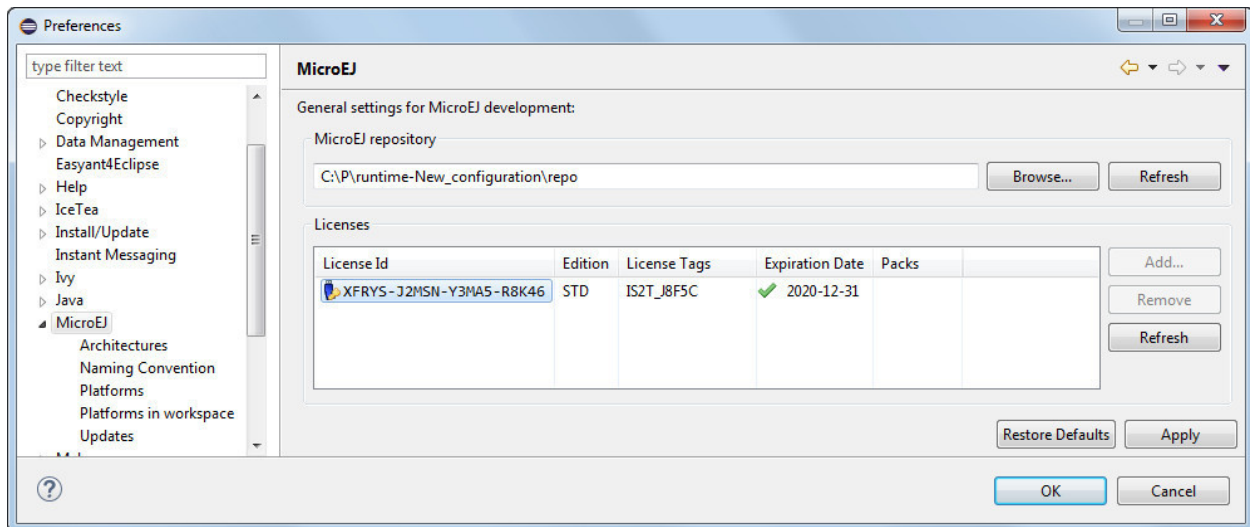 Preferences
type filter text
Checkstyle
Copyright
Data Management
Easyant4Eclipse
Help
IceTea
Install/Update
Instant Messaging
Ivy
Java
MicroEJ
Architectures
Naming Convention
Platforms
Platforms in workspace
Updates
MicroEJ
General settings for MicroEJ development:
MicroEJ repository
C:\P\runtime-New_configuration\repo
Browse...
Refresh
Licenses
License Id Edition License Tags Expiration Date Packs
XFRYS-J2MSN-Y3MA5-R8K46 STD IS2T_J8F5C 2020-12-31
Add...
Remove
Refresh
Restore Defaults
Apply
?
OK
Cancel